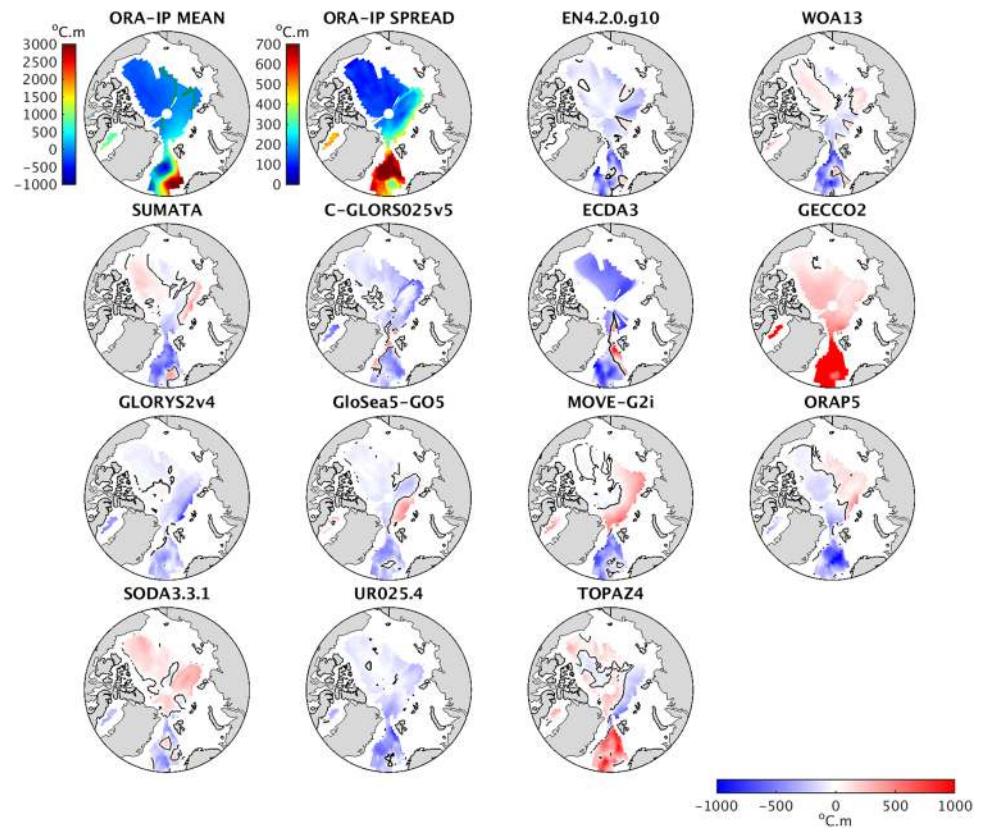 ORA-IP MEAN
ORA-IP SPREAD
EN4.2.0.g10
WOA13
°C.m
3000
2500
2000
1500
1000
500
0
−500
−1000
°C.m
700
600
500
400
300
200
100
0
SUMATA
C-GLORS025v5
ECDA3
GECCO2
GLORYS2v4
GloSea5-GO5
MOVE-G2i
ORAP5
SODA3.3.1
UR025.4
TOPAZ4
−1000 −500 0 500 1000
°C.m